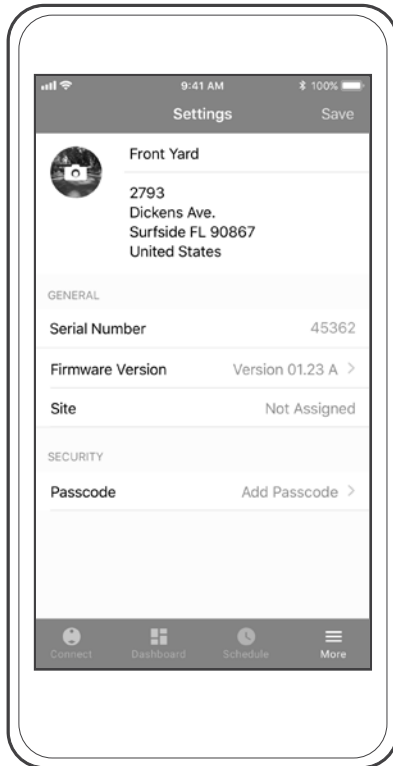 9:41 AM
100%
Settings
Save
Front Yard
2793
Dickens Ave.
Surfside FL 90867
United States
GENERAL
Serial Number 45362
Firmware Version Version 01.23 A >
Site Not Assigned
SECURITY
Passcode Add Passcode >
Connect Dashboard Schedule More